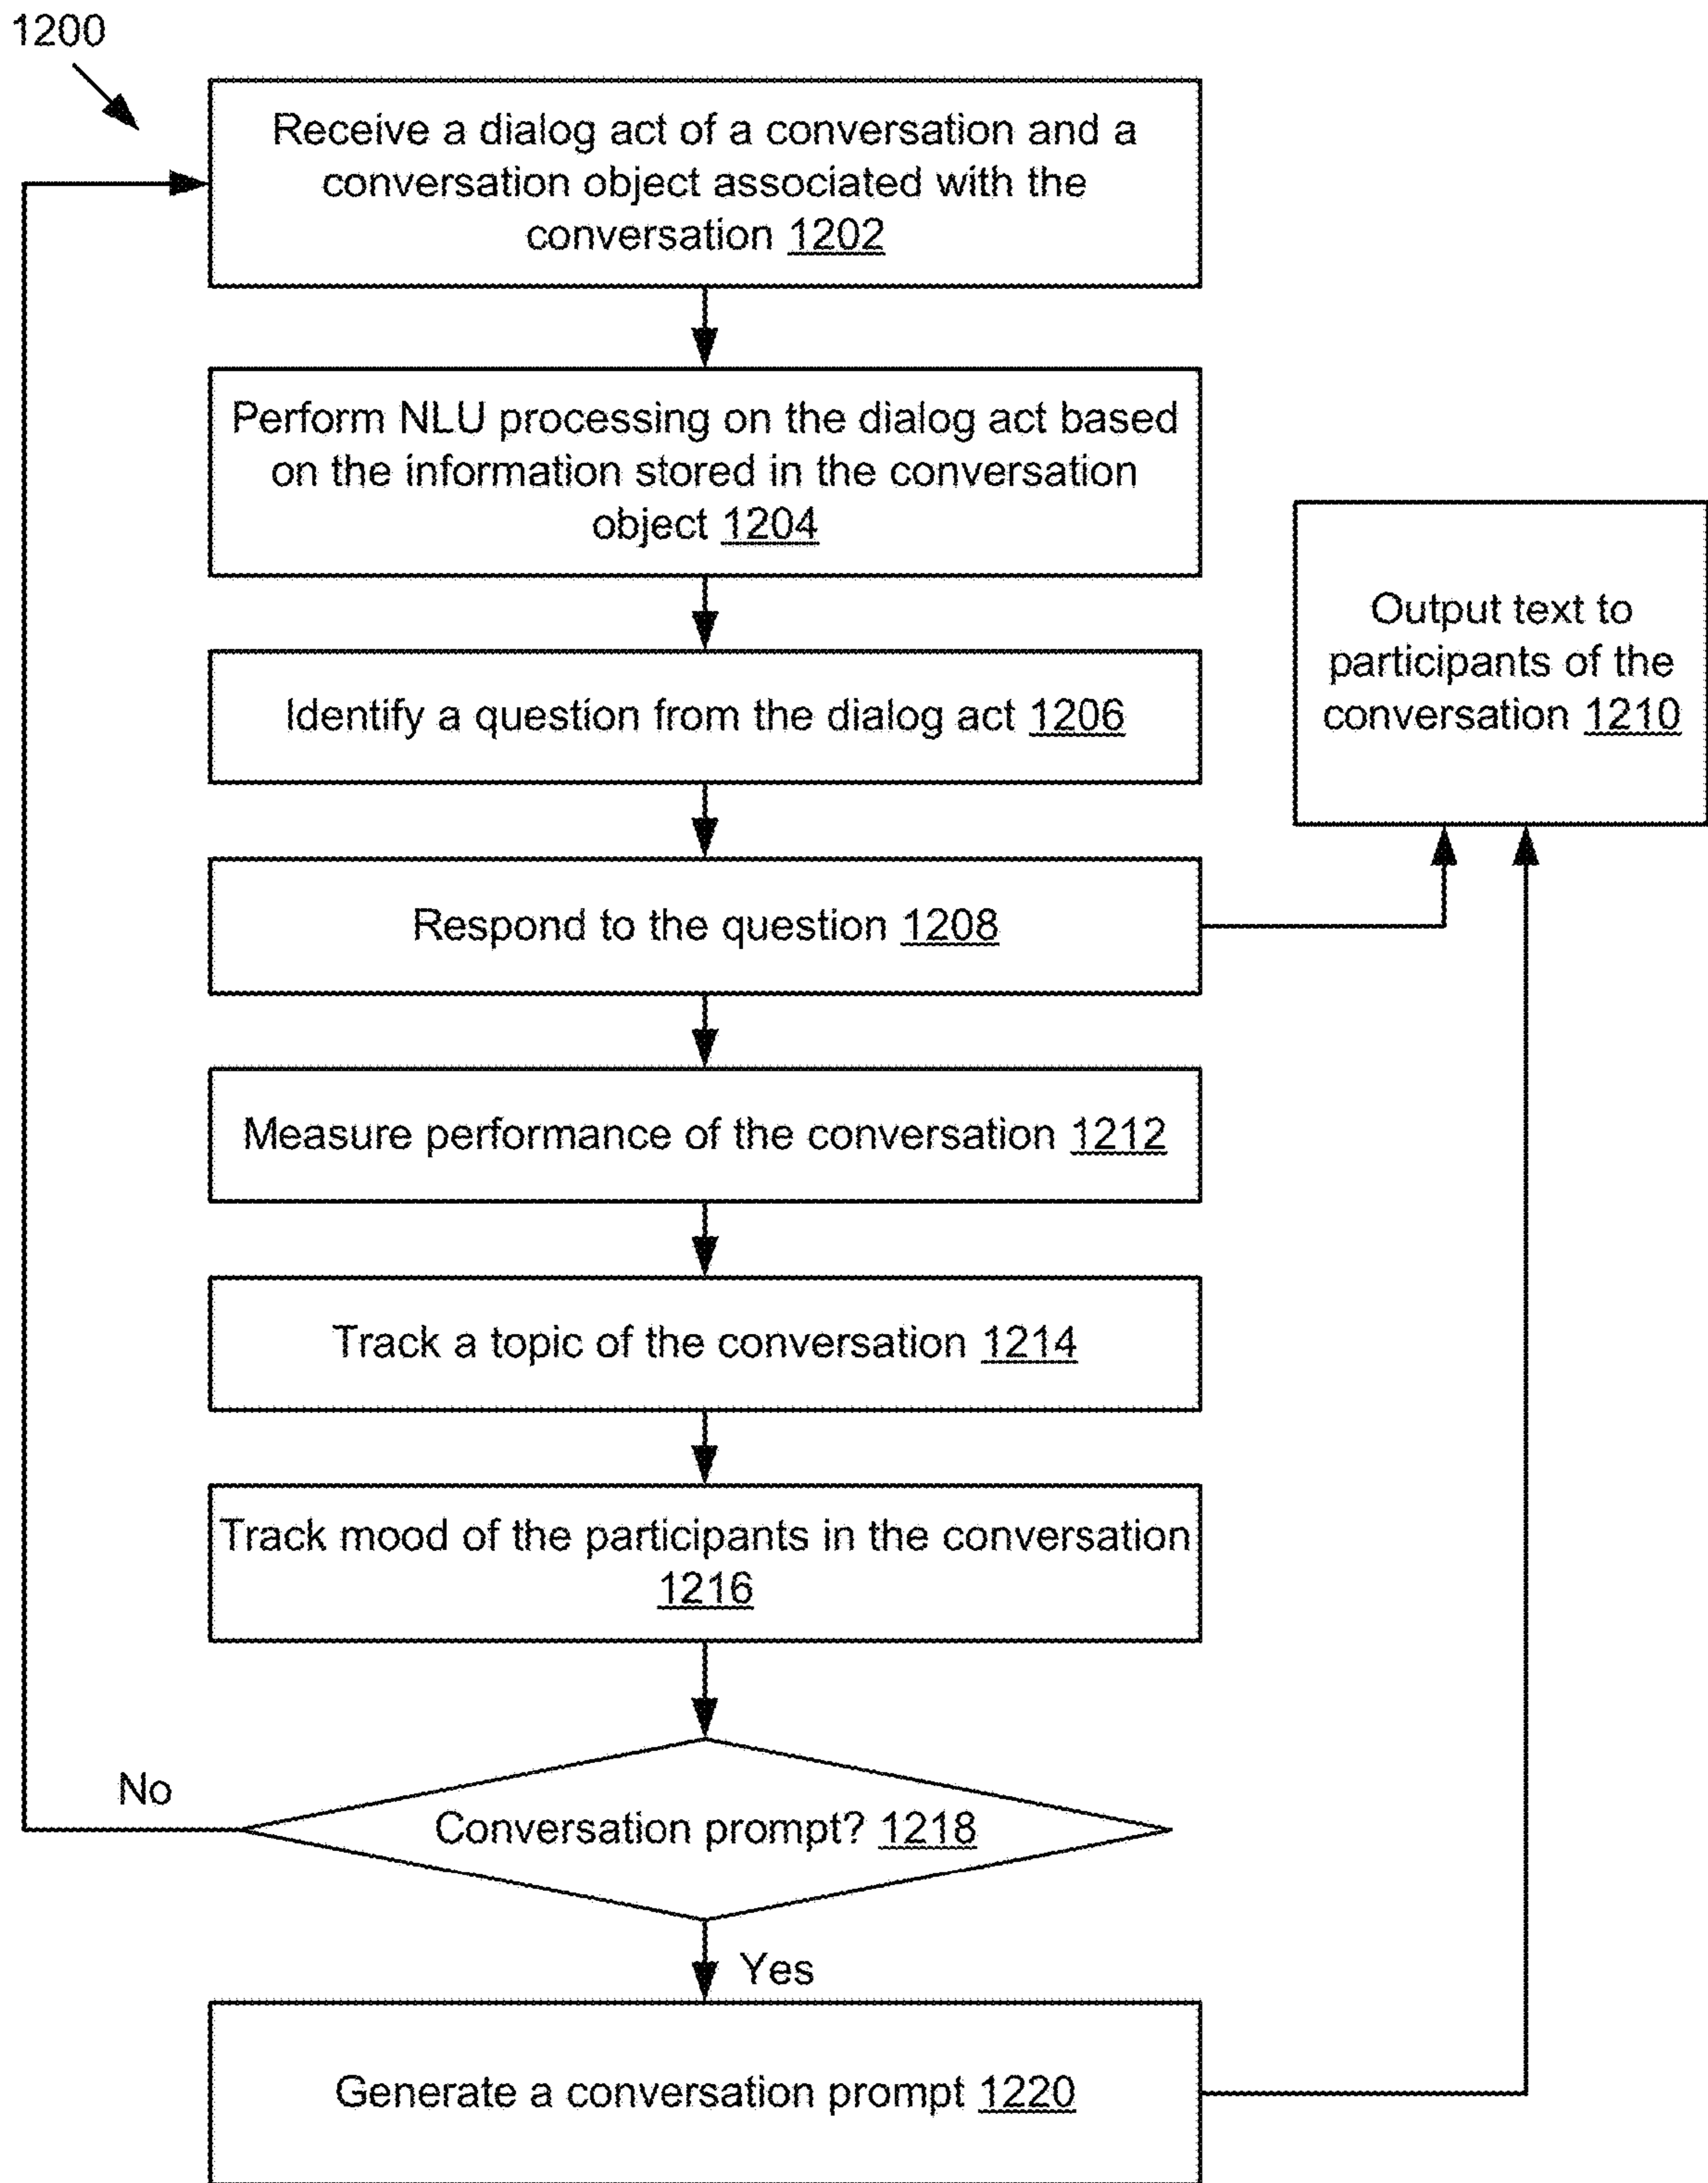 1200
Receive a dialog act of a conversation and a
conversation object associated with the
conversation 1202
Perform NLU processing on the dialog act based
on the information stored in the conversation
object 1204
Identify a question from the dialog act 1206
Output text to
participants of the
conversation 1210
Respond to the question 1208
Measure performance of the conversation 1212
Track a topic of the conversation 1214
Track mood of the participants in the conversation
1216
No
Conversation prompt? 1218
Yes
Generate a conversation prompt 1220